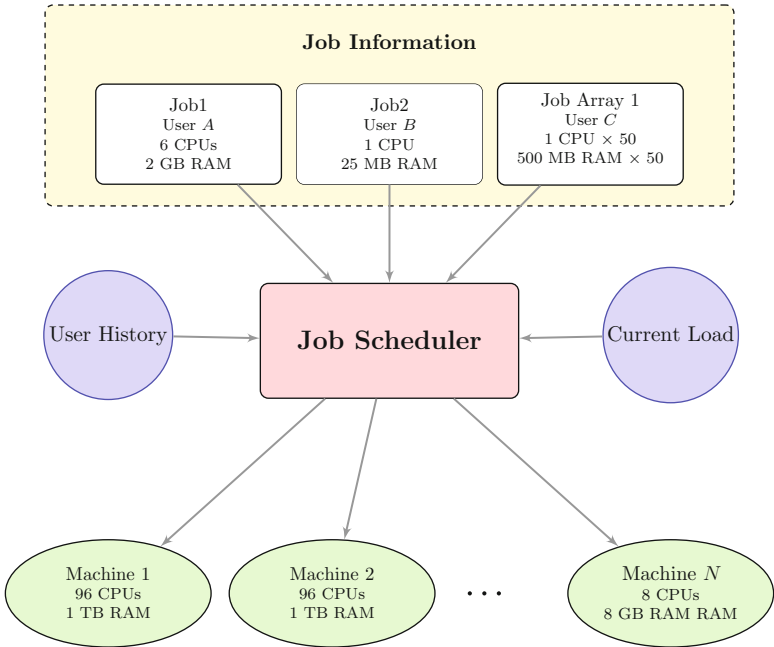 Job Information
Job1
User A
6 CPUs
2 GB RAM
Job2
User B
1 CPU
25 MB RAM
Job Array 1
User C
1 CPU × 50
500 MB RAM × 50
User History
Job Scheduler
Current Load
Machine 1
96 CPUs
1 TB RAM
Machine 2
96 CPUs
1 TB RAM
...
Machine N
8 CPUs
8 GB RAM RAM